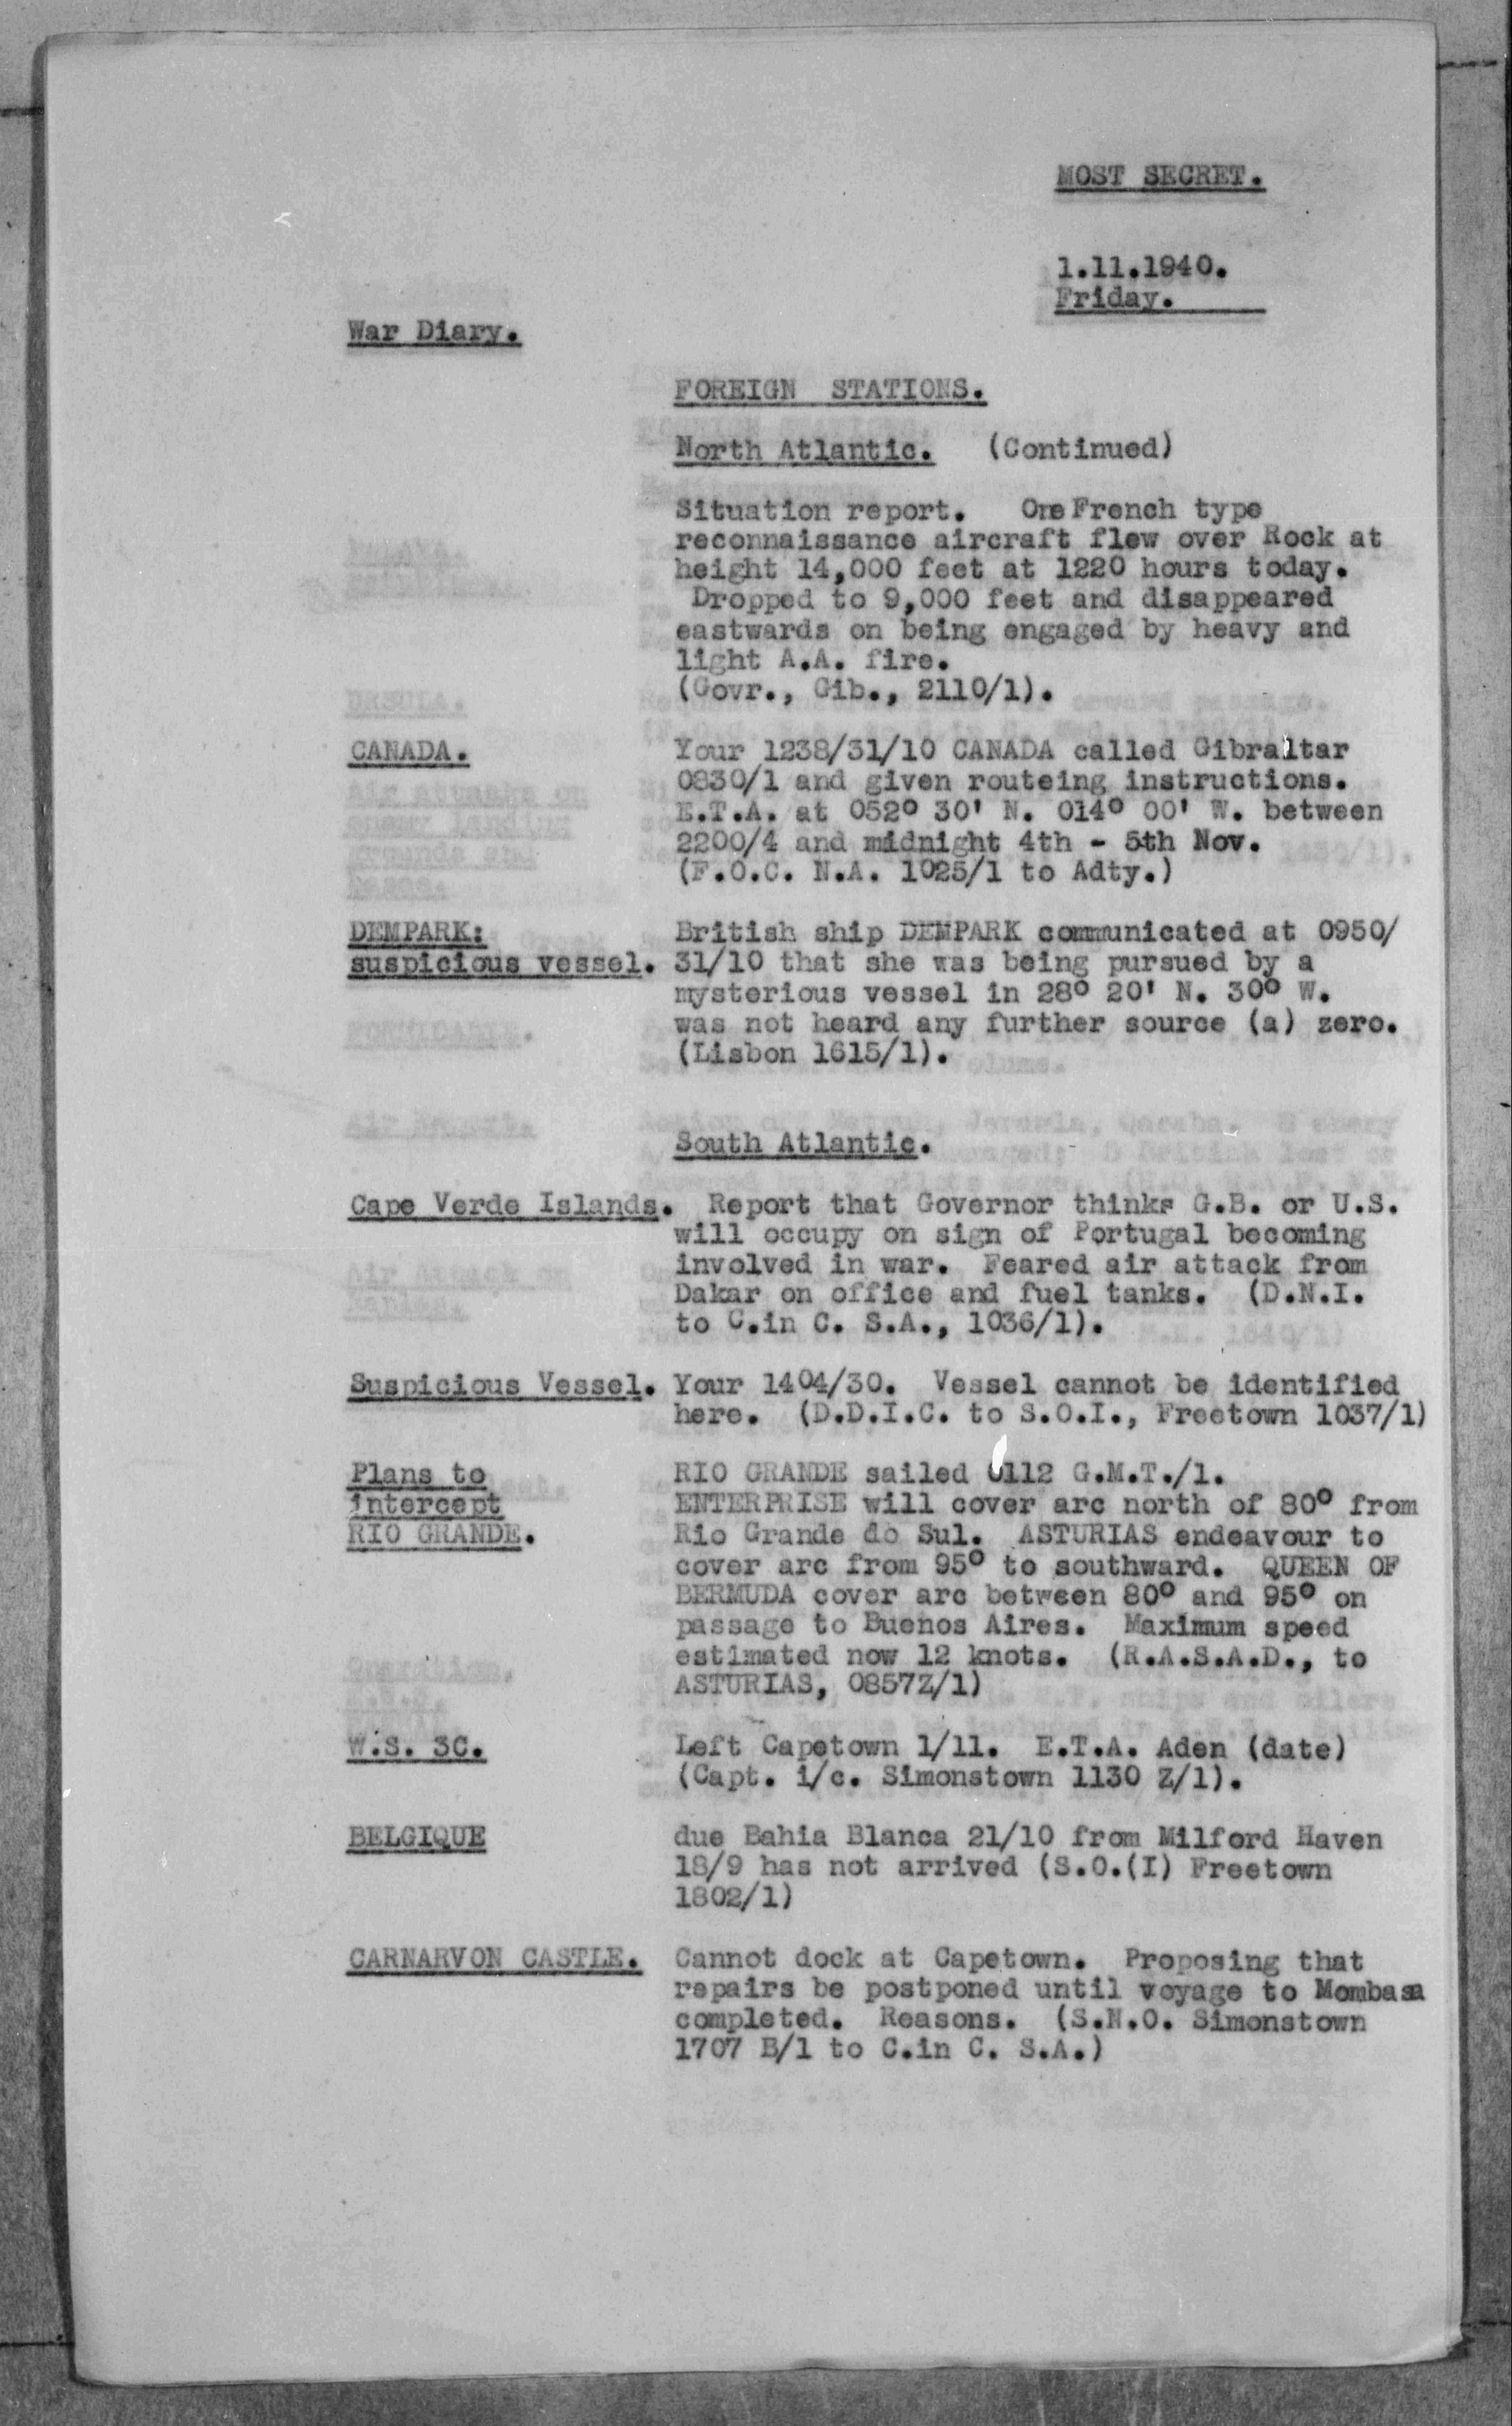 MOST SECRET.
1.11.1940.
Friday.
War Diary.
FOREIGN STATIONS.
North Atlantic. (Continued)
Situation report. One French type
reconnaissance aircraft flew over Rock at
height 14,000 feet at 1220 hours today.
Dropped to 9,000 feet and disappeared
eastwards on being engaged by heavy and
light A.A. fire.
(Govr., Gib., 2110/1).
CANADA. Your 1238/31/10 CANADA called Gibraltar
0830/1 and given routeing instructions.
E.T.A. at 052° 30' N. 014° 00' W. between
2200/4 and midnight 4th - 5th Nov.
(F.O.C. N.A. 1025/1 to Adty.)
DEMPARK: British ship DEMPARK communicated at 0950/
suspicious vessel. 31/10 that she was being pursued by a
mysterious vessel in 28° 20' N. 30° W.
was not heard any further source (a) zero.
(Lisbon 1615/1).
South Atlantic.
Cape Verde Islands. Report that Governor thinks G.B. or U.S.
will occupy on sign of Portugal becoming
involved in war. Feared air attack from
Dakar on office and fuel tanks. (D.N.I.
to C.in C. S.A., 1036/1).
Suspicious Vessel. Your 1404/30. Vessel cannot be identified
here. (D.D.I.C. to S.O.I., Freetown 1037/1)
Plans to RIO GRANDE sailed 0112 G.M.T./1.
intercept ENTERPRISE will cover arc north of 80° from
RIO GRANDE. Rio Grande do Sul. ASTURIAS endeavour to
cover arc from 95° to southward. QUEEN OF
BERMUDA cover arc between 80° and 95° on
passage to Buenos Aires. Maximum speed
estimated now 12 knots. (R.A.S.A.D., to
ASTURIAS, 0857Z/1)
W.S. 3C. Left Capetown 1/11. E.T.A. Aden (date)
(Capt. i/c. Simonstown 1130 Z/1).
BELGIQUE due Bahia Blanca 21/10 from Milford Haven
18/9 has not arrived (S.O.(I) Freetown
1802/1)
CARNARVON CASTLE. Cannot dock at Capetown. Proposing that
repairs be postponed until voyage to Mombasa
completed. Reasons. (S.N.O. Simonstown
1707 B/1 to C.in C. S.A.)